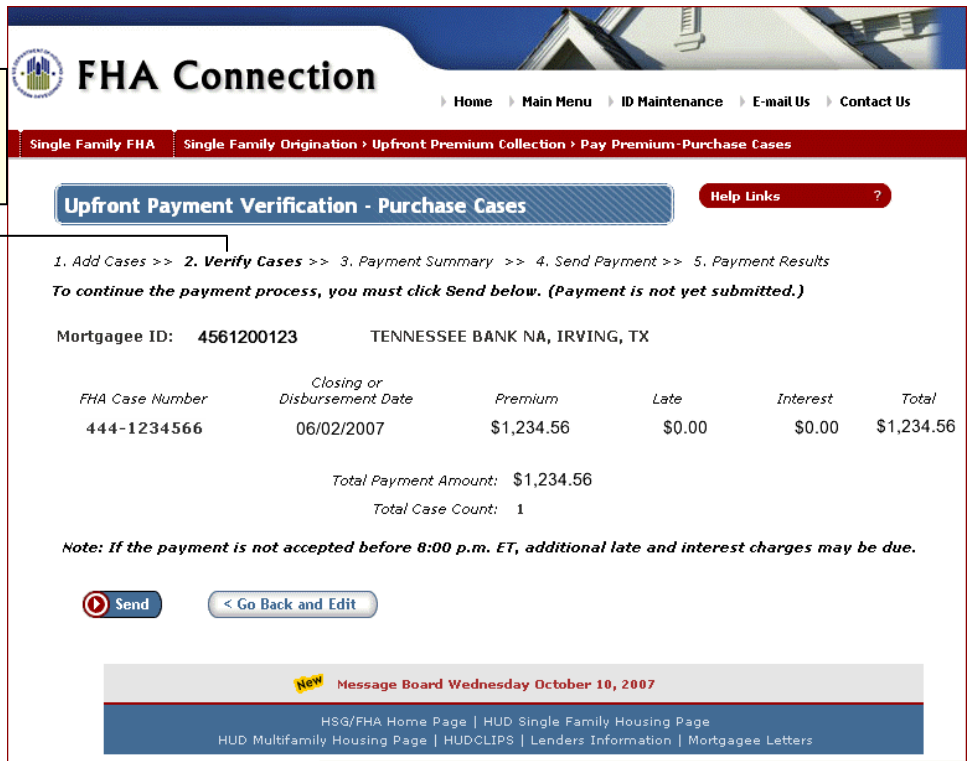 FHA Connection
Home Main Menu ID Maintenance E-mail Us Contact Us
Single Family FHA Single Family Origination › Upfront Premium Collection › Pay Premium-Purchase Cases
Upfront Payment Verification - Purchase Cases
Help Links ?
1. Add Cases >> 2. Verify Cases >> 3. Payment Summary >> 4. Send Payment >> 5. Payment Results
To continue the payment process, you must click Send below. (Payment is not yet submitted.)
Mortgagee ID: 4561200123 TENNESSEE BANK NA, IRVING, TX
Closing or
FHA Case Number Disbursement Date Premium Late Interest Total
444-1234566 06/02/2007 $1,234.56 $0.00 $0.00 $1,234.56
Total Payment Amount: $1,234.56
Total Case Count: 1
Note: If the payment is not accepted before 8:00 p.m. ET, additional late and interest charges may be due.
Send < Go Back and Edit
New Message Board Wednesday October 10, 2007
HSG/FHA Home Page | HUD Single Family Housing Page
HUD Multifamily Housing Page | HUDCLIPS | Lenders Information | Mortgagee Letters